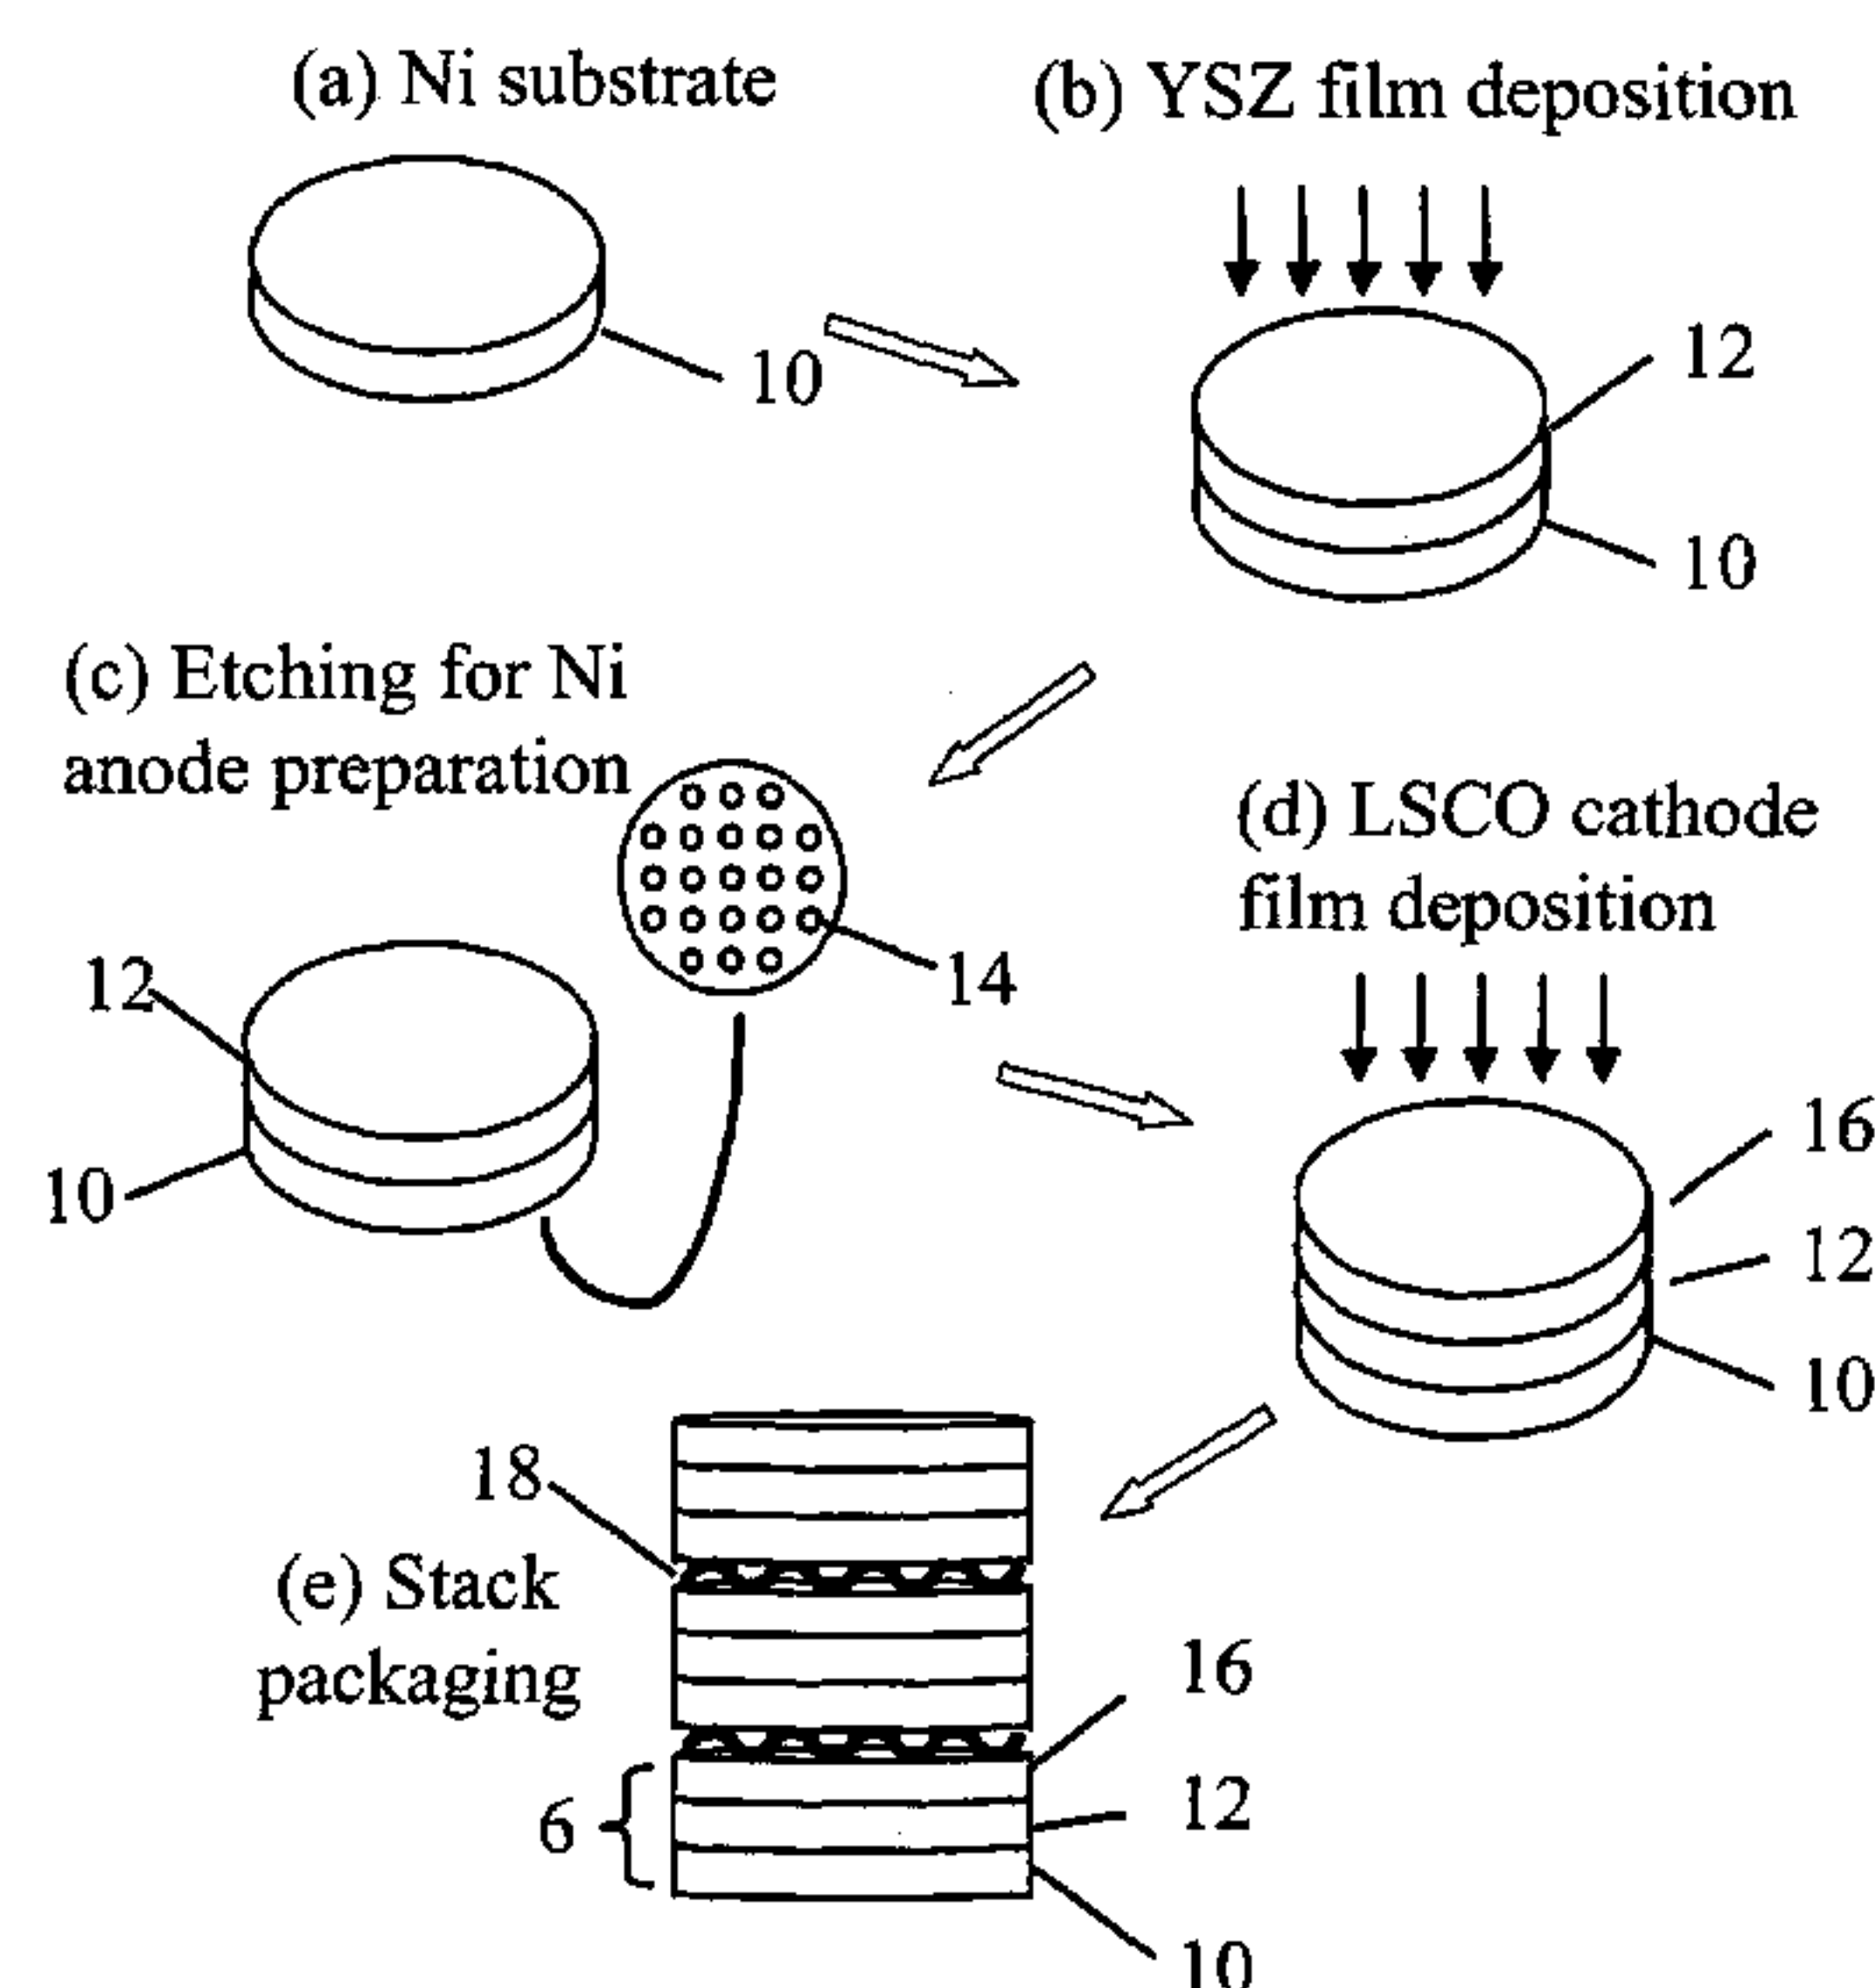 (a) Ni substrate
(b) YSZ film deposition
10
12
10
(c) Etching for Ni
anode preparation
14
12
10
(d) LSCO cathode
film deposition
16
12
10
18
(e) Stack
packaging
6
16
12
10